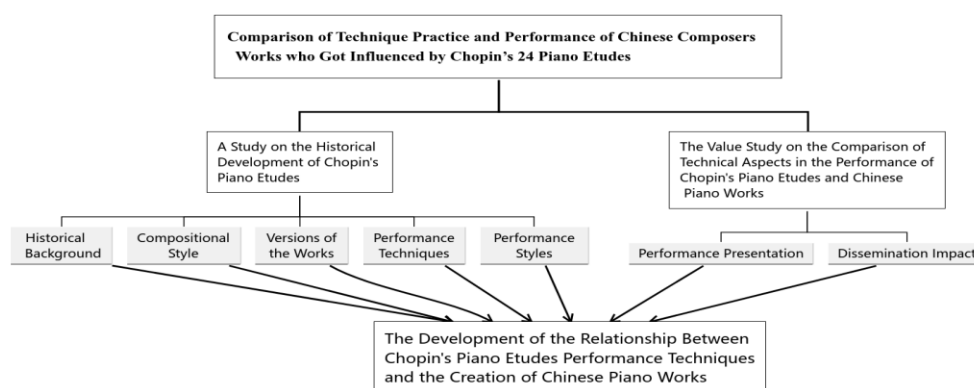 Comparison of Technique Practice and Performance of Chinese Composers
Works who Got Influenced by Chopin's 24 Piano Etudes
A Study on the Historical
Development of Chopin's
Piano Etudes
The Value Study on the Comparison of
Technical Aspects in the Performance of
Chopin's Piano Etudes and Chinese
Piano Works
Historical
Background
Compositional
Style
Versions of
the Works
Performance
Techniques
Performance
Styles
Performance Presentation
Dissemination Impact
The Development of the Relationship Between
Chopin's Piano Etudes Performance Techniques
and the Creation of Chinese Piano Works